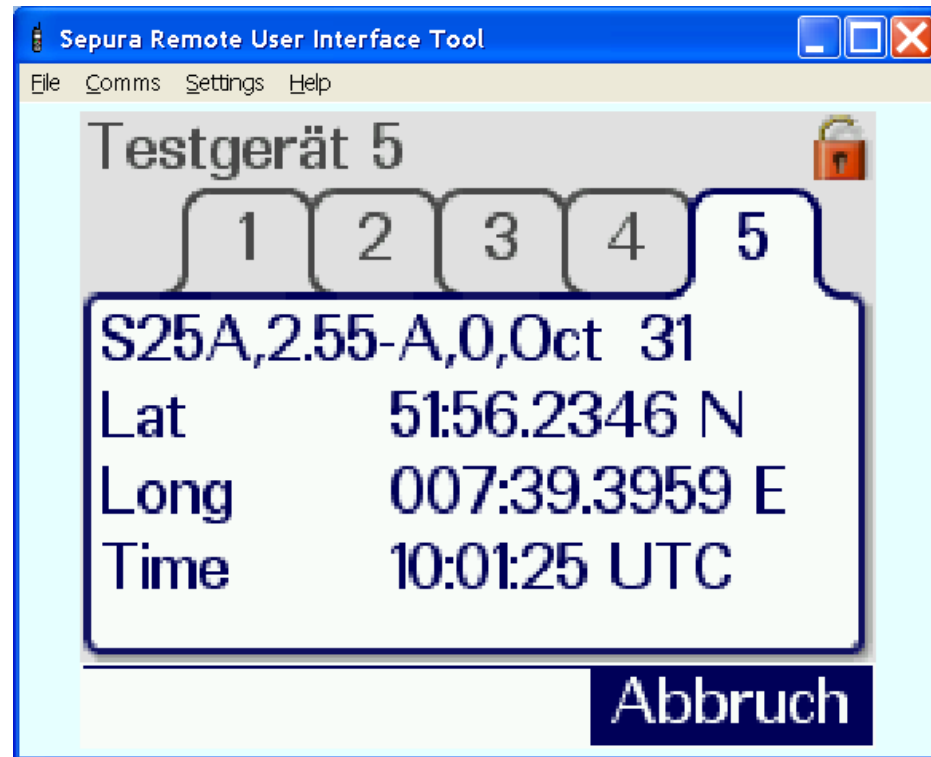 Sepura Remote User Interface Tool
File Comms Settings Help
Testgerät 5
1 2 3 4 5
S25A,2.55-A,0,Oct 31
Lat 51:56.2346 N
Long 007:39.3959 E
Time 10:01:25 UTC
Abbruch